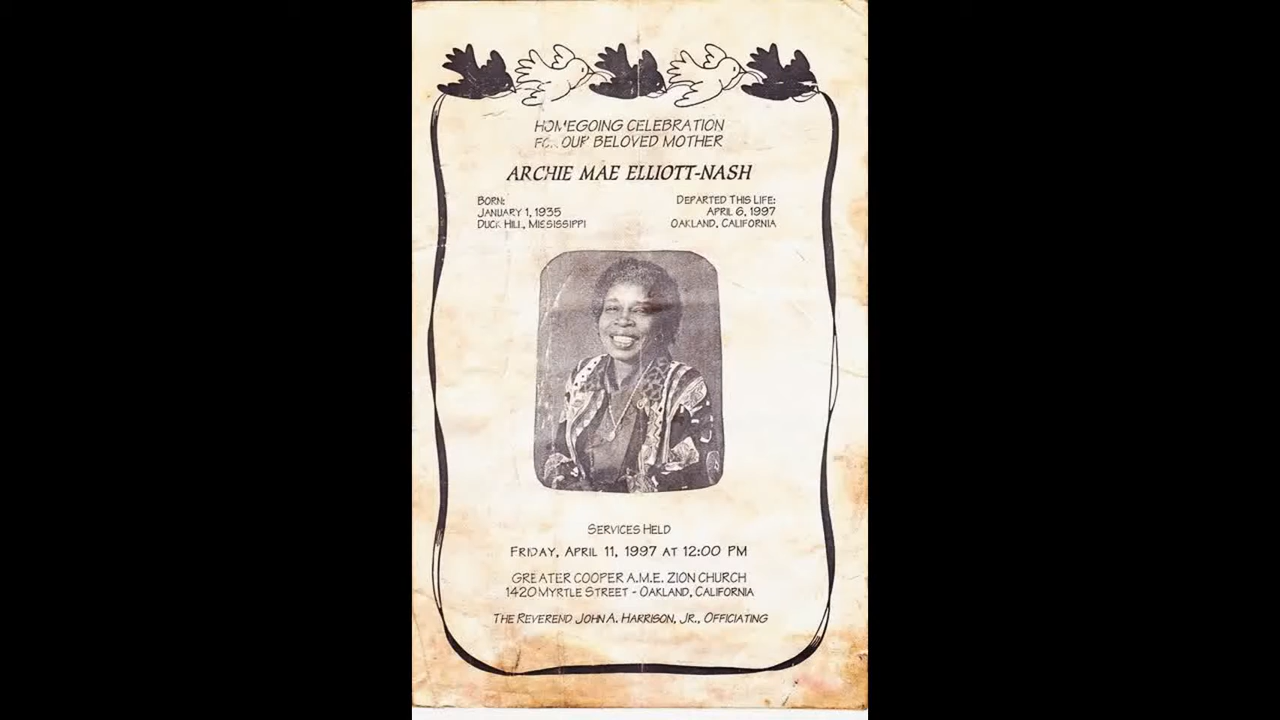 HOMEGOING CELEBRATION
FOR OUR BELOVED MOTHER
ARCHIE MAE ELLIOTT-NASH
BORN:
JANUARY 1, 1935
DUCK HILL, MISSISSIPPI
DEPARTED THIS LIFE:
APRIL 6, 1997
OAKLAND, CALIFORNIA
SERVICES HELD
FRIDAY, APRIL 11, 1997 AT 12:00 PM
GREATER COOPER A.M.E. ZION CHURCH
1420 MYRTLE STREET - OAKLAND, CALIFORNIA
THE REVEREND JOHN A. HARRISON, JR., OFFICIATING